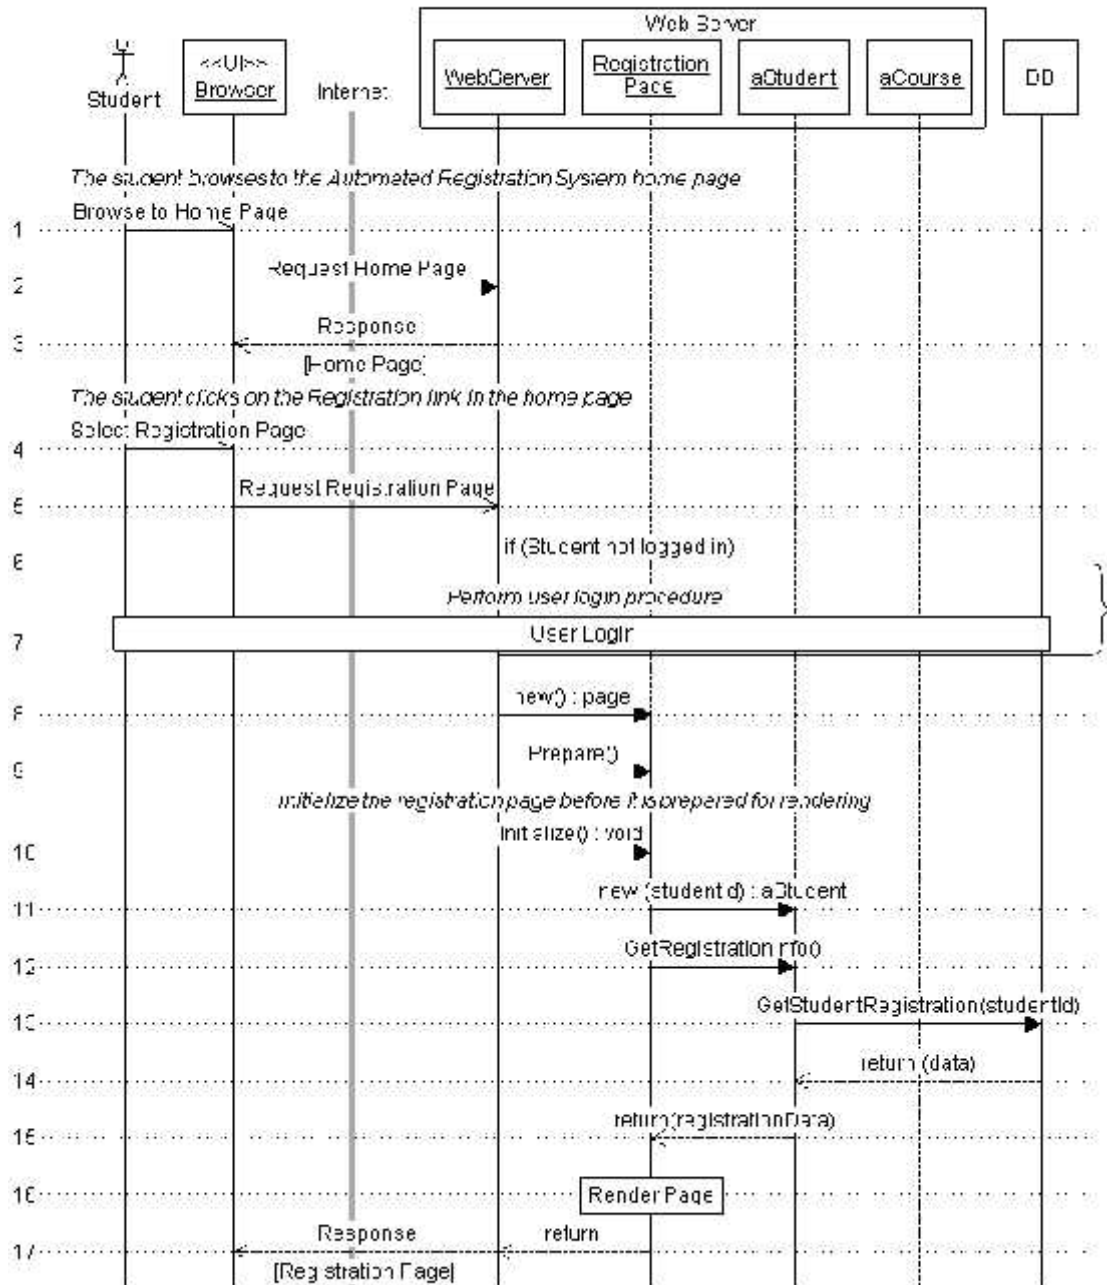 Web Server
<<UI>>
Browser
Student
Internet
WebServer
Registration
Page
aStudent
aCourse
DB
The student browses to the Automated Registration System home page
Browse to Home Page
1
Request Home Page
2
Response
3
[Home Page]
The student clicks on the Registration link in the home page
Select Registration Page
4
Request Registration Page
5
if (Student not logged in)
6
Perform user login procedure
User Login
7
new() : page
8
Prepare()
9
Initialize the registration page before it is prepared for rendering
Initialize() : void
10
new (studentId) : aStudent
11
GetRegistrationInfo()
12
GetStudentRegistration(studentId)
13
return (data)
14
return(registrationData)
15
Render Page
16
Response
return
17
[Registration Page]